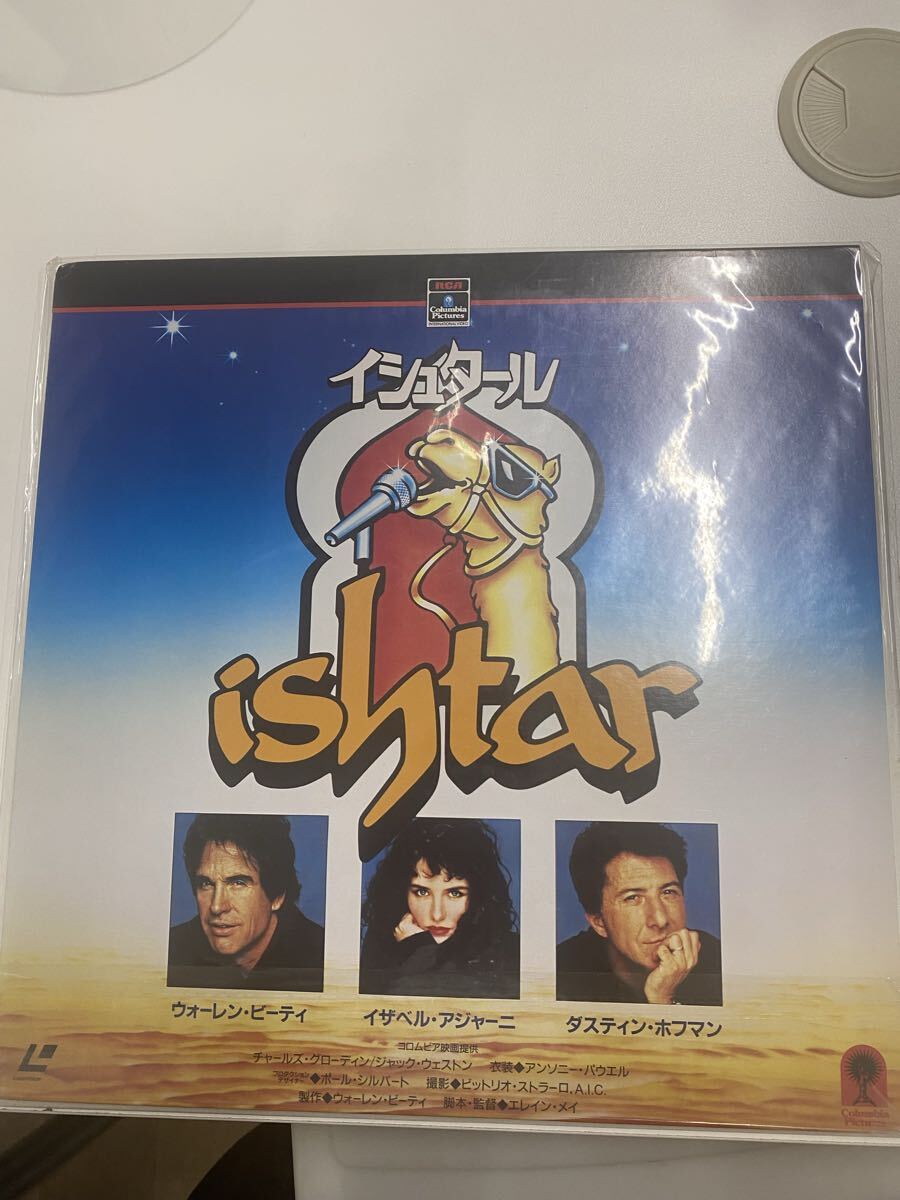 RCA
Columbia
Pictures
INTERNATIONAL VIDEO
イシュタール
ishtar
ウォーレン・ビーティ
イザベル・アジャーニ
ダスティン・ホフマン
コロムビア映画提供
チャールズ・グローディン/ジャック・ウェストン 衣装◆アンソニー・パウエル
プロダクションデザイナー◆ポール・シルバート 撮影◆ビットリオ・ストラーロ,A.I.C.
製作◆ウォーレン・ビーティ 脚本・監督◆エレイン・メイ
Columbia
Pictures